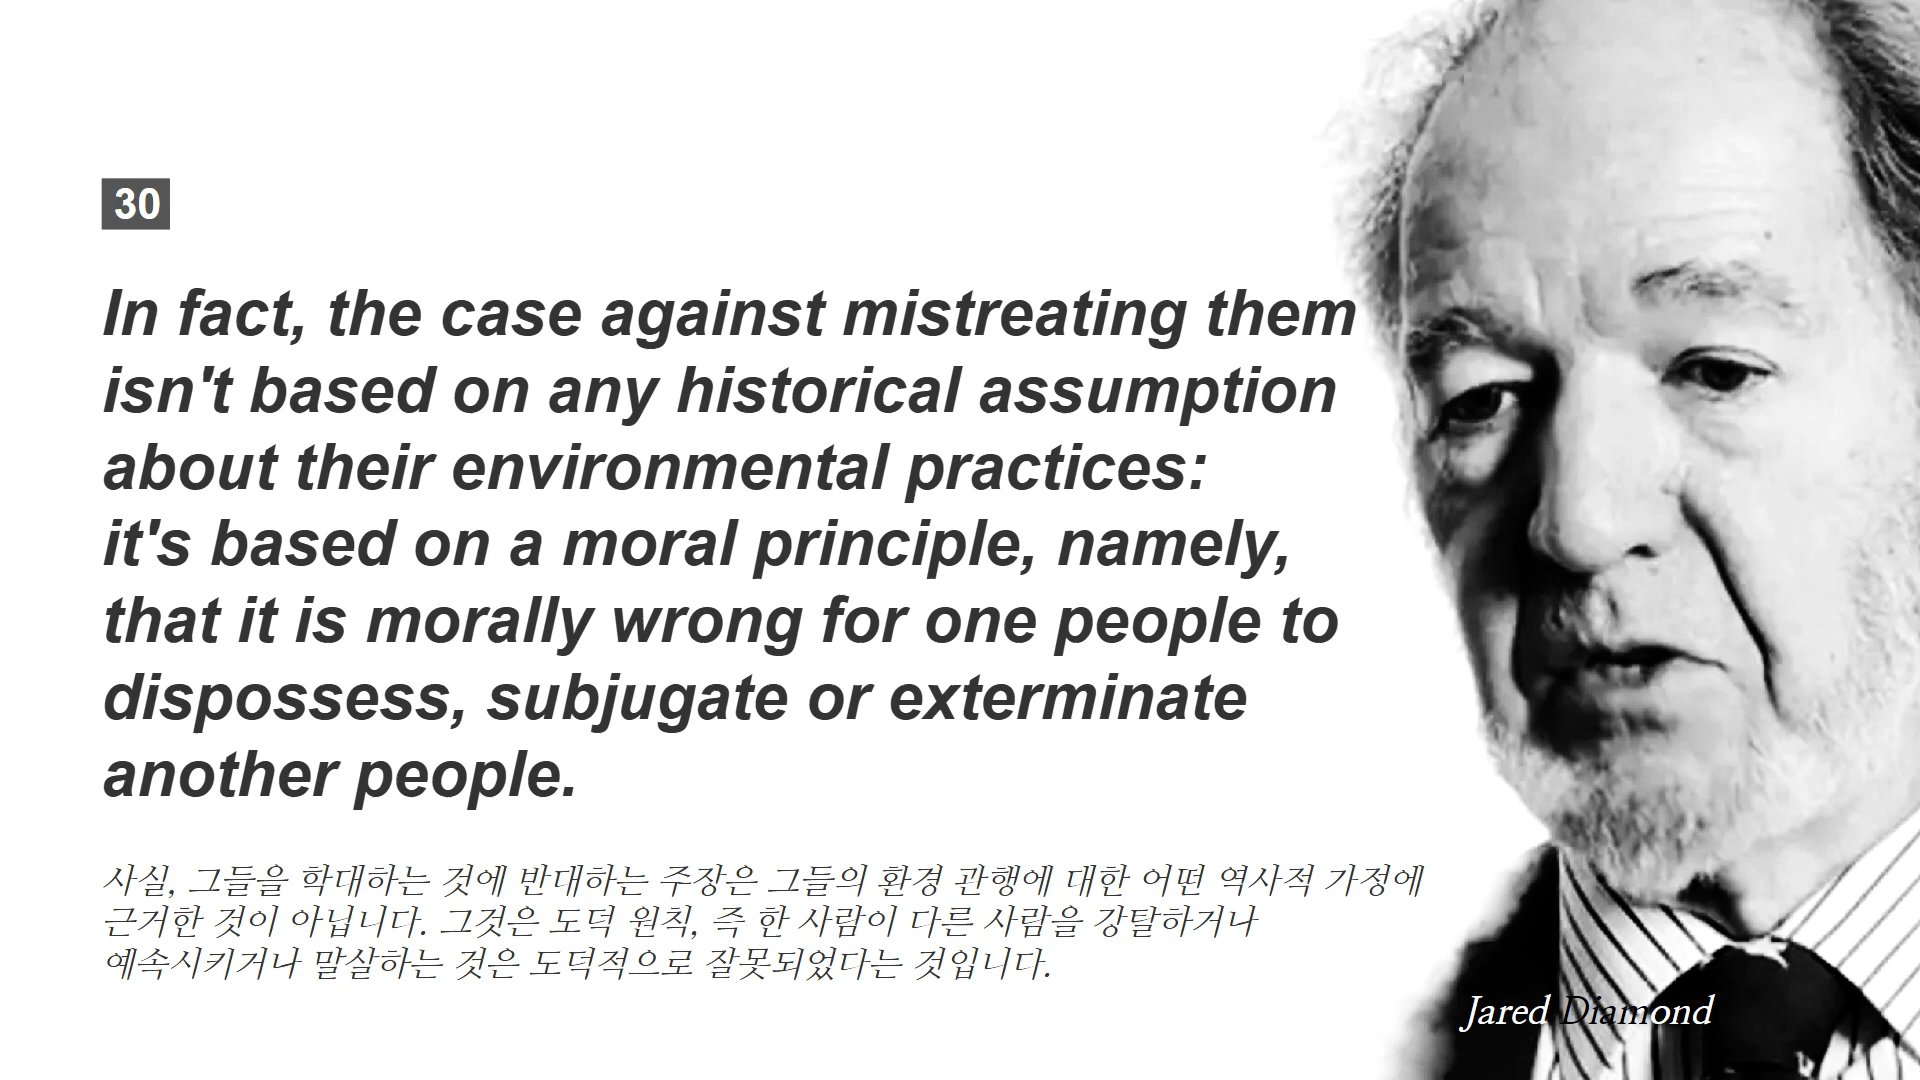 30
In fact, the case against mistreating them
isn't based on any historical assumption
about their environmental practices:
it's based on a moral principle, namely,
that it is morally wrong for one people to
dispossess, subjugate or exterminate
another people.
사실, 그들을 학대하는 것에 반대하는 주장은 그들의 환경 관행에 대한 어떤 역사적 가정에
근거한 것이 아닙니다. 그것은 도덕 원칙, 즉 한 사람이 다른 사람을 강탈하거나
예속시키거나 말살하는 것은 도덕적으로 잘못되었다는 것입니다.
Jared Diamond